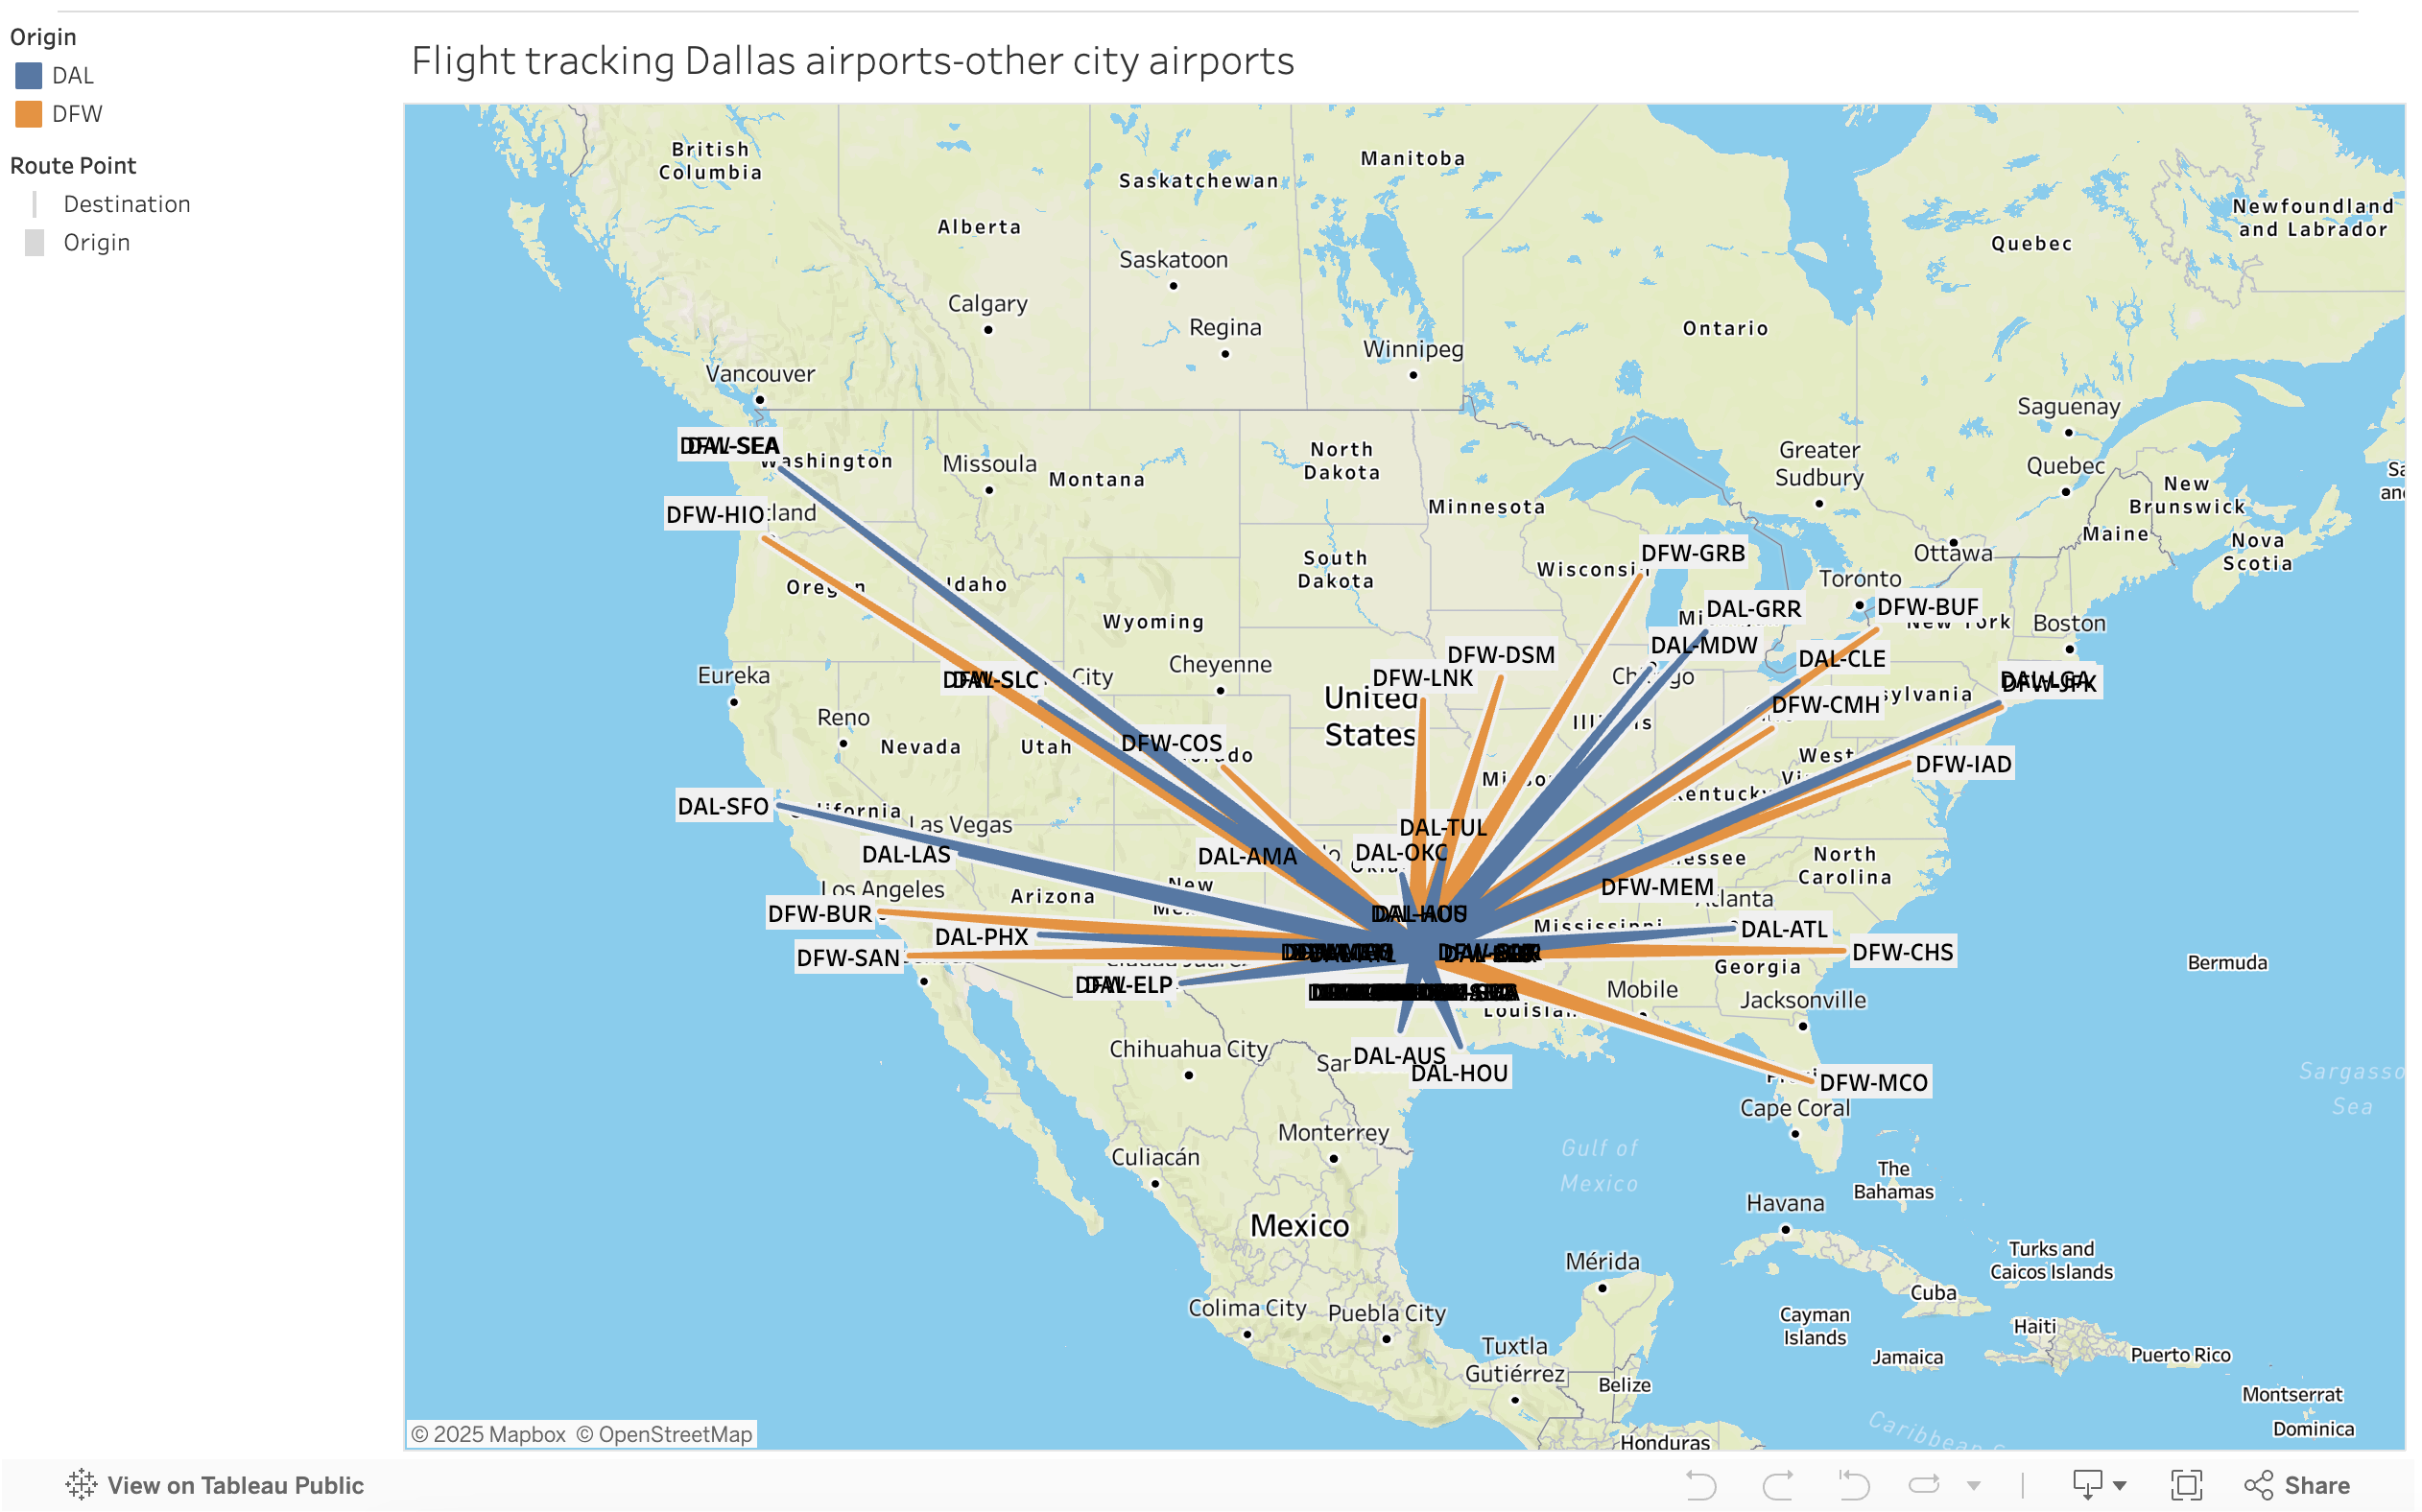 Origin
DAL
DFW
Route Point
Destination
Origin
Flight tracking Dallas airports-other city airports
British
Columbia
Alberta
Saskatchewan
Manitoba
Ontario
Quebec
Newfoundland
and Labrador
Saskatoon
Calgary
Regina
Winnipeg
Vancouver
Saguenay
Greater
Sudbury
Quebec
New
Brunswick
Maine
Nova
Scotia
Ottawa
Toronto
Boston
DAL-SEA
Washington
Missoula
Montana
North
Dakota
Minnesota
DFW-HIO
Oregon
Idaho
South
Dakota
Wisconsin
DFW-GRB
DAL-GRR
DFW-BUF
New York
Wyoming
DAL-MDW
DAL-CLE
DFW-DSM
DFW-LNK
Eureka
DAL-SLC
City
Cheyenne
United
States
DAL-LGA
DFW-JFK
DFW-CMH
Reno
Nevada
Utah
DFW-COS
DFW-IAD
West
DAL-SFO
Las Vegas
DAL-TUL
DAL-LAS
DAL-AMA
DAL-OKC
North
Carolina
Los Angeles
Arizona
New
DFW-MEM
Atlanta
DFW-BUR
DAL-HOU
DAL-PHX
Mississippi
DAL-ATL
DFW-SAN
DFW-CHS
Georgia
Bermuda
DAL-ELP
Mobile
Jacksonville
Chihuahua City
DAL-AUS
DAL-HOU
DFW-MCO
Cape Coral
Sargasso
Sea
Monterrey
Culiacán
Gulf of
Mexico
The
Bahamas
Havana
Mexico
Mérida
Turks and
Caicos Islands
Cuba
Colima City
Puebla City
Cayman
Islands
Haiti
Tuxtla
Gutiérrez
Jamaica
Puerto Rico
Belize
Montserrat
Dominica
Caribbean
Honduras
© 2025 Mapbox © OpenStreetMap
View on Tableau Public
Share